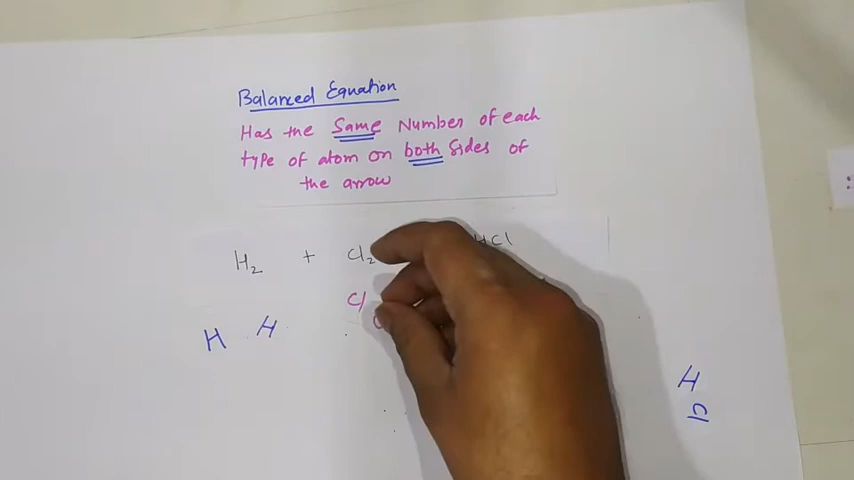 Balanced Equation
Has the Same Number of each
type of atom on both Sides of
the arrow
H₂ + Cl₂ HCl
Cl
H H
H